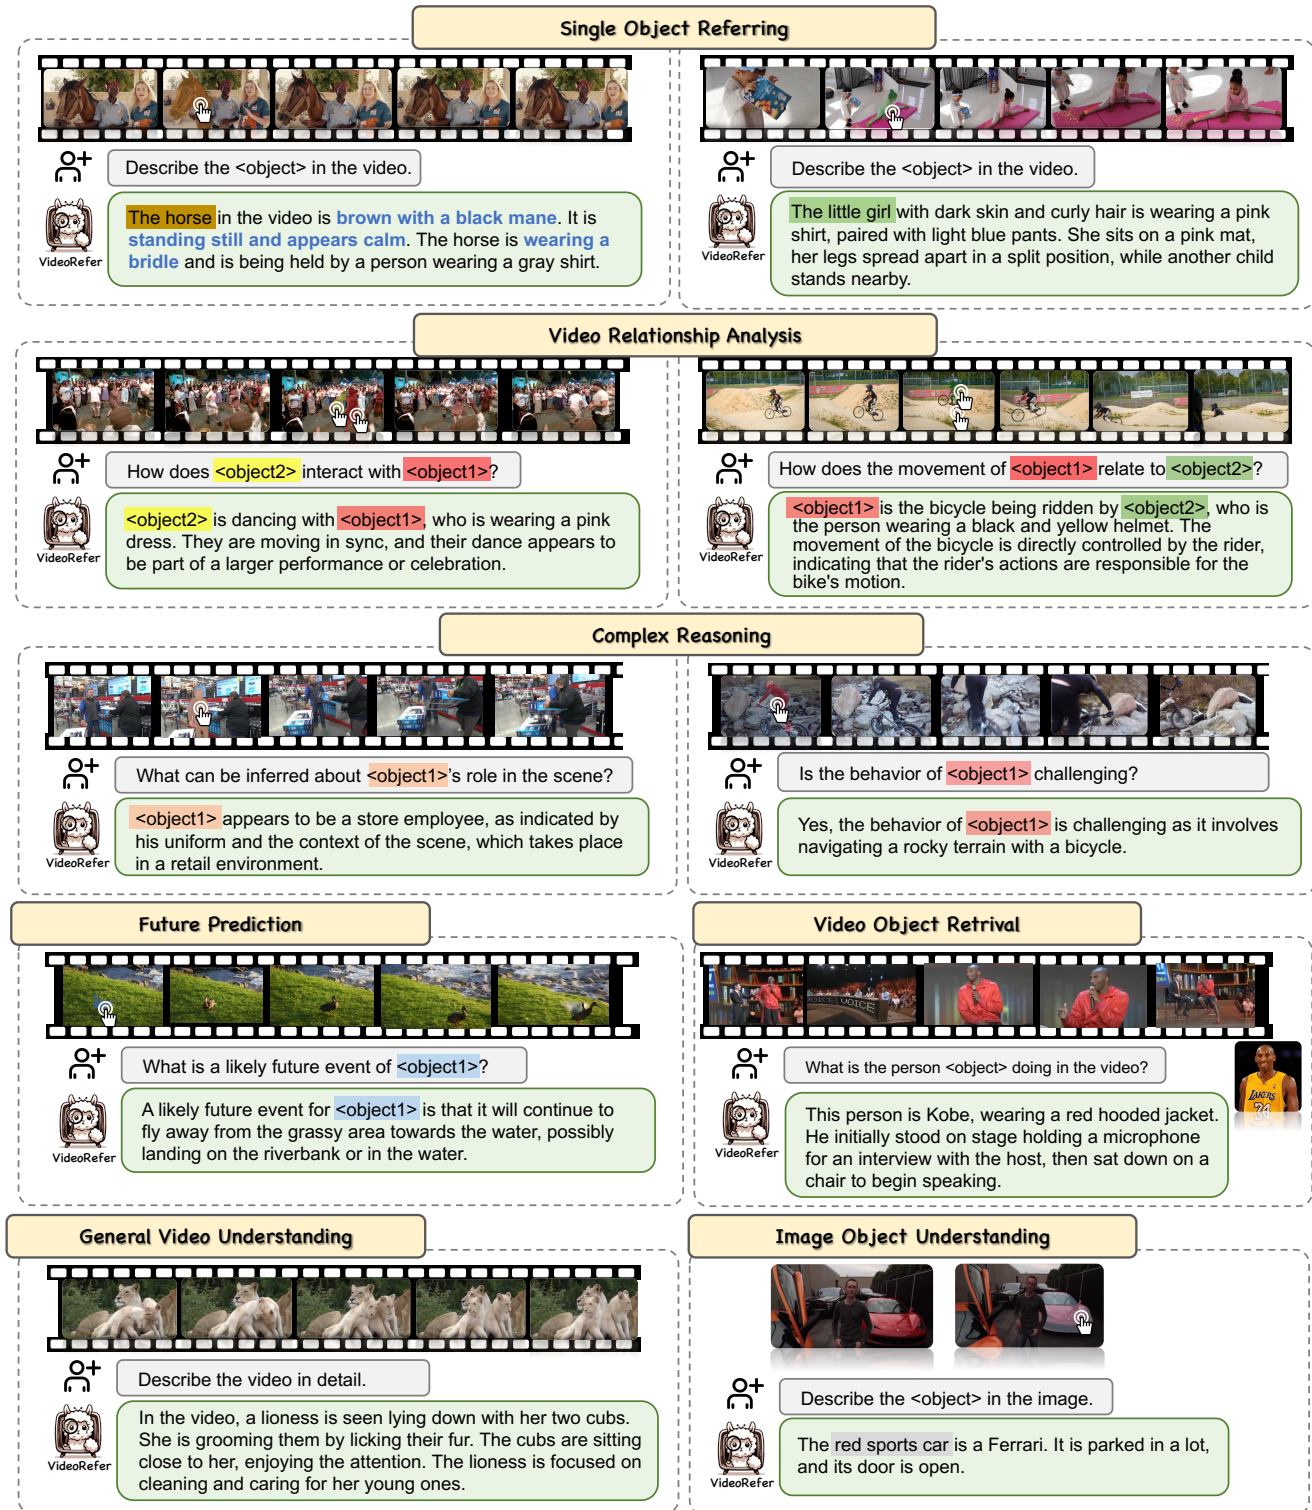 Single Object Referring
Describe the <object> in the video.
VideoRefer
The horse in the video is brown with a black mane. It is
standing still and appears calm. The horse is wearing a
bridle and is being held by a person wearing a gray shirt.
Describe the <object> in the video.
VideoRefer
The little girl with dark skin and curly hair is wearing a pink
shirt, paired with light blue pants. She sits on a pink mat,
her legs spread apart in a split position, while another child
stands nearby.
Video Relationship Analysis
How does <object2> interact with <object1>?
VideoRefer
<object2> is dancing with <object1>, who is wearing a pink
dress. They are moving in sync, and their dance appears to
be part of a larger performance or celebration.
How does the movement of <object1> relate to <object2>?
VideoRefer
<object1> is the bicycle being ridden by <object2>, who is
the person wearing a black and yellow helmet. The
movement of the bicycle is directly controlled by the rider,
indicating that the rider's actions are responsible for the
bike's motion.
Complex Reasoning
What can be inferred about <object1>'s role in the scene?
VideoRefer
<object1> appears to be a store employee, as indicated by
his uniform and the context of the scene, which takes place
in a retail environment.
Is the behavior of <object1> challenging?
VideoRefer
Yes, the behavior of <object1> is challenging as it involves
navigating a rocky terrain with a bicycle.
Future Prediction
What is a likely future event of <object1>?
VideoRefer
A likely future event for <object1> is that it will continue to
fly away from the grassy area towards the water, possibly
landing on the riverbank or in the water.
Video Object Retrival
VOICE VOICE
What is the person <object> doing in the video?
LAKERS
24
VideoRefer
This person is Kobe, wearing a red hooded jacket.
He initially stood on stage holding a microphone
for an interview with the host, then sat down on a
chair to begin speaking.
General Video Understanding
Describe the video in detail.
VideoRefer
In the video, a lioness is seen lying down with her two cubs.
She is grooming them by licking their fur. The cubs are sitting
close to her, enjoying the attention. The lioness is focused on
cleaning and caring for her young ones.
Image Object Understanding
Describe the <object> in the image.
VideoRefer
The red sports car is a Ferrari. It is parked in a lot,
and its door is open.